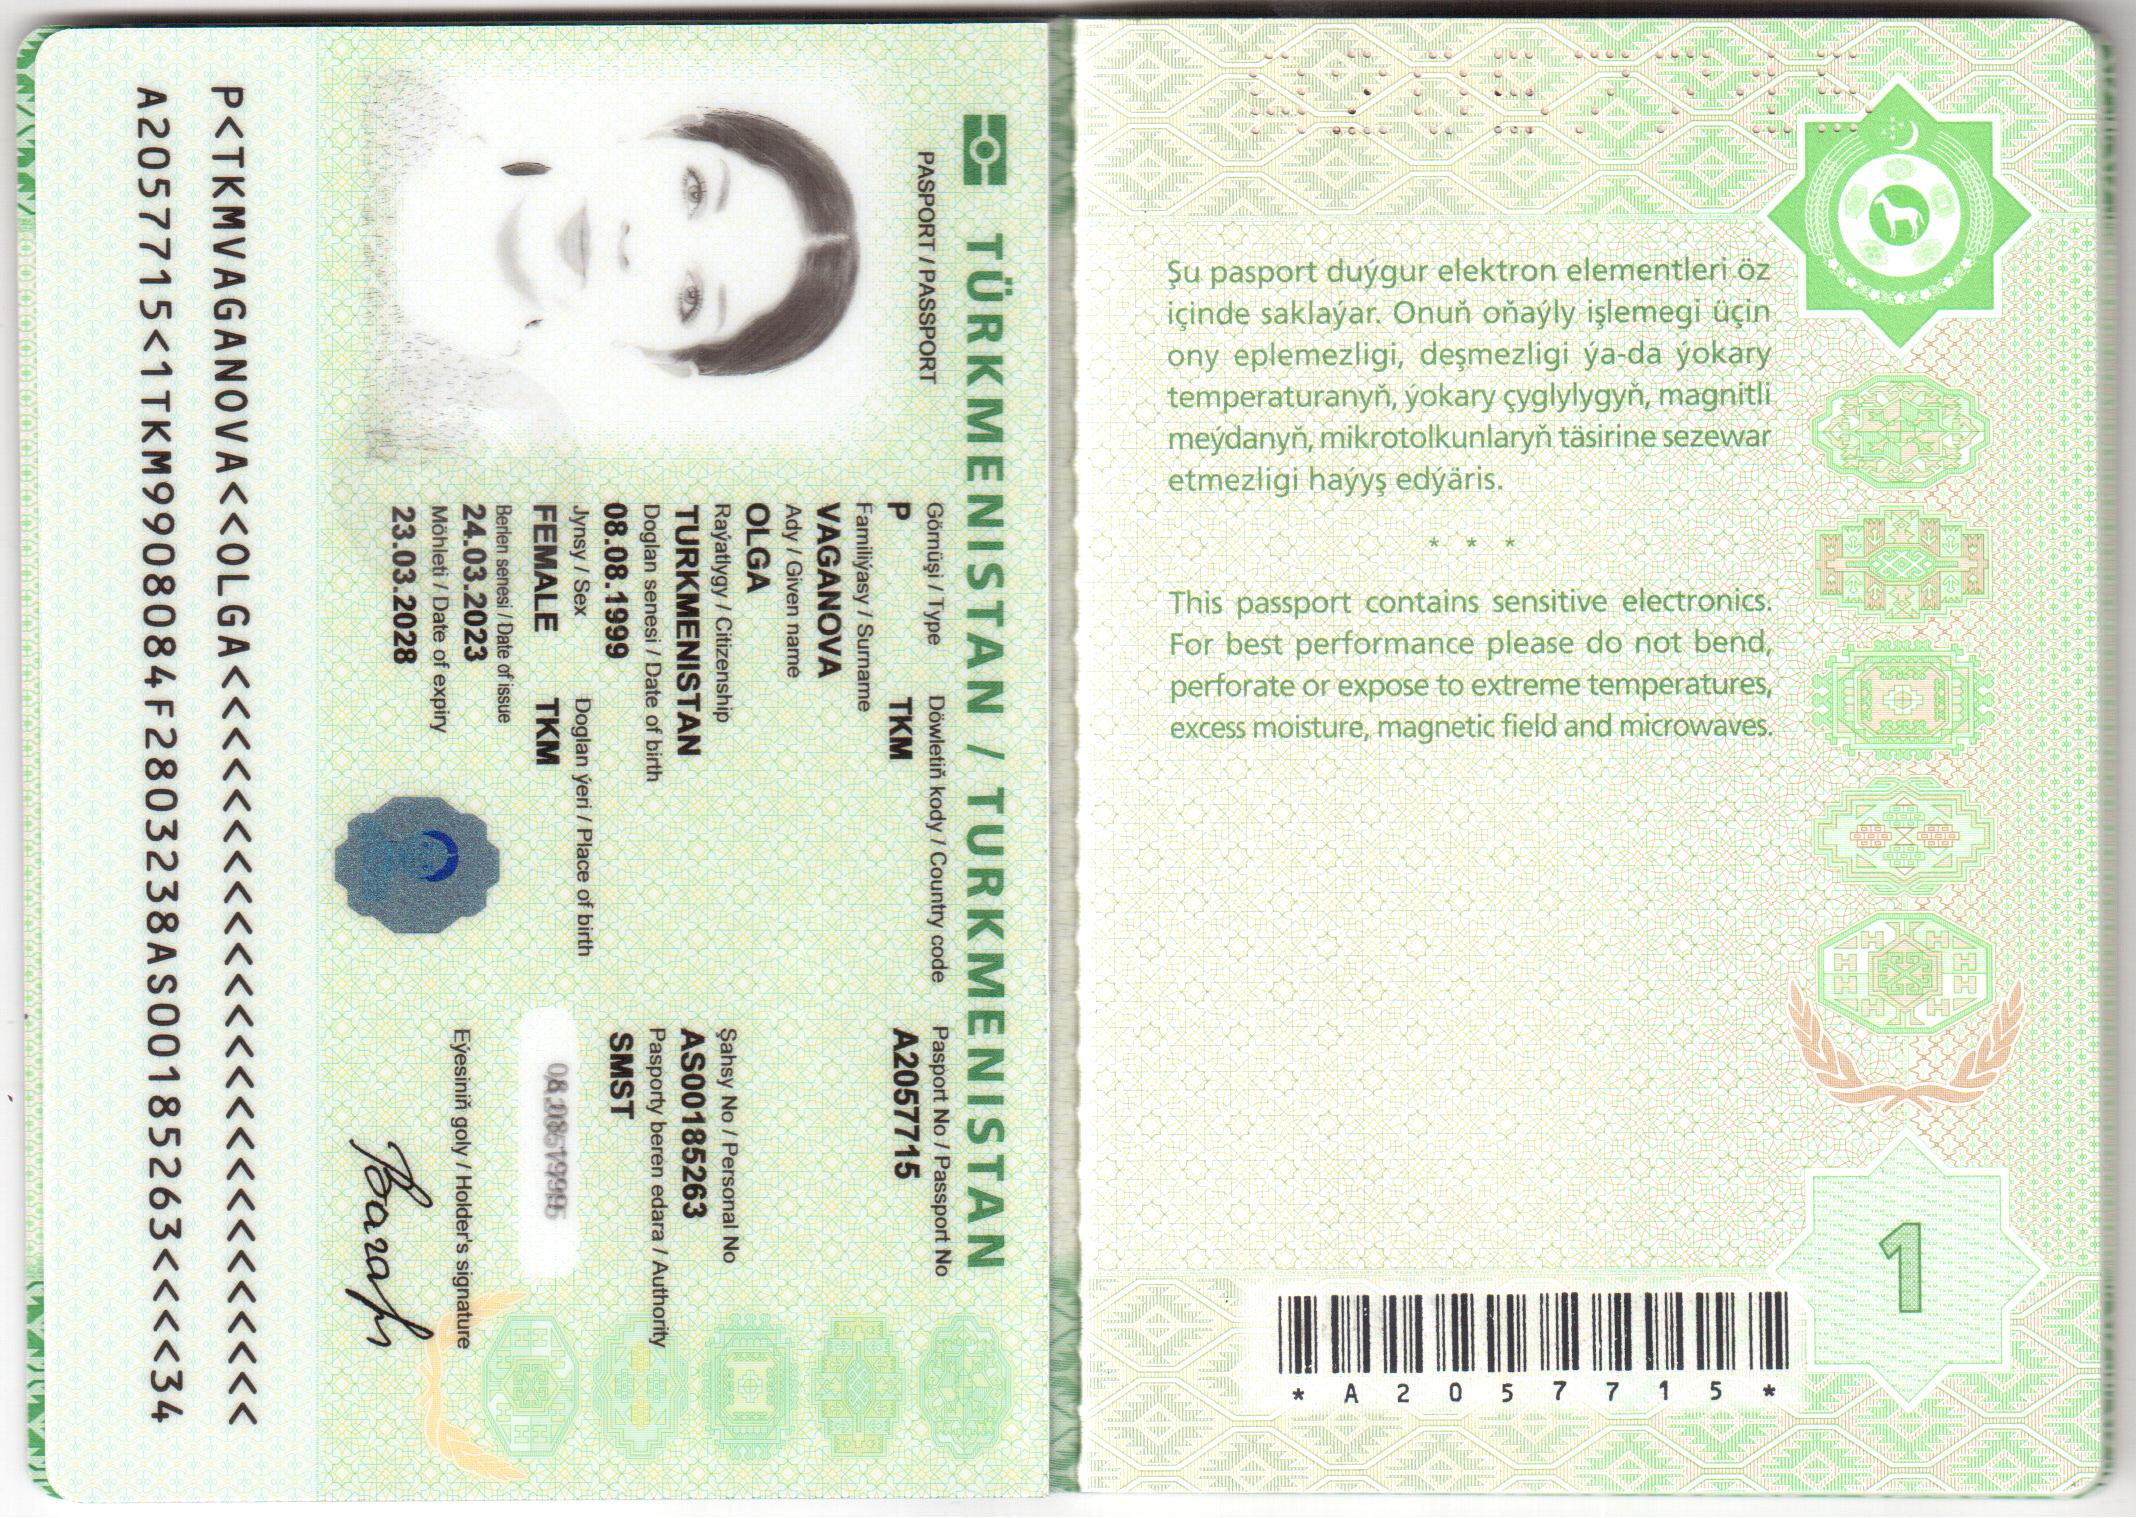 TÜRKMENISTAN / TURKMENISTAN
PASPORT / PASSPORT
Görnüşi / Type Döwletiň kody / Country code Pasport No / Passport No
P TKM A2057715
Familiýasy / Surname
VAGANOVA
Ady / Given name
OLGA
Raýatlygy / Citizenship Şahsy No / Personal No
TURKMENISTAN AS00185263
Doglan senesi / Date of birth Pasporty beren edara / Authority
08.08.1999 SMST
Jynsy / Sex Doglan ýeri / Place of birth
FEMALE TKM
Berlen senesi / Date of issue
24.03.2023
Möhleti / Date of expiry Eýesiniň goly / Holder's signature
23.03.2028
P<TKMVAGANOVA<<OLGA<<<<<<<<<<<<<<<<<<<<<<<<<
A2057715<1TKM9908084F2803238AS00185263<<<<34
Şu pasport duýgur elektron elementleri öz
içinde saklaýar. Onuň oňaýly işlemegi üçin
ony eplemezligi, deşmezligi ýa-da ýokary
temperaturanyň, ýokary çyglylygyň, magnitli
meýdanyň, mikrotolkunlaryň täsirine sezewar
etmezligi haýyş edýäris.
* * *
This passport contains sensitive electronics.
For best performance please do not bend,
perforate or expose to extreme temperatures,
excess moisture, magnetic field and microwaves.
1
*A2057715*